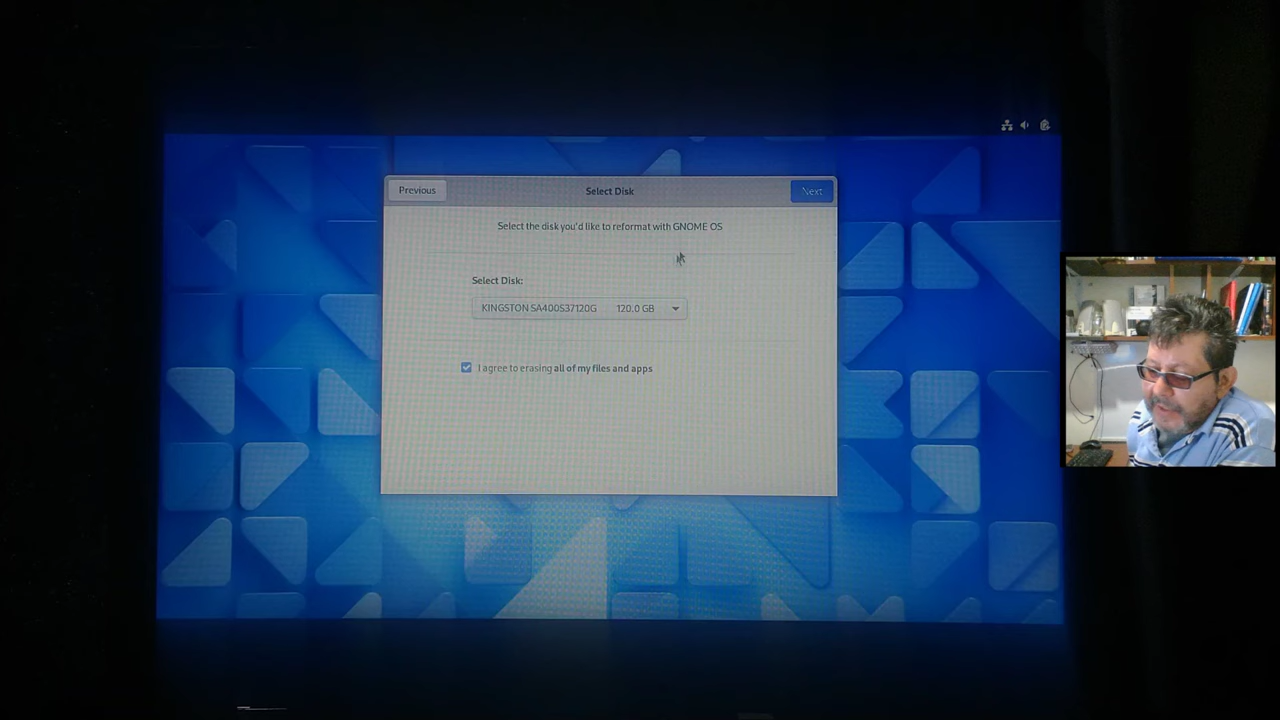 Previous
Select Disk
Next
Select the disk you'd like to reformat with GNOME OS
Select Disk:
KINGSTON SA400S37120G 120.0 GB
I agree to erasing all of my files and apps